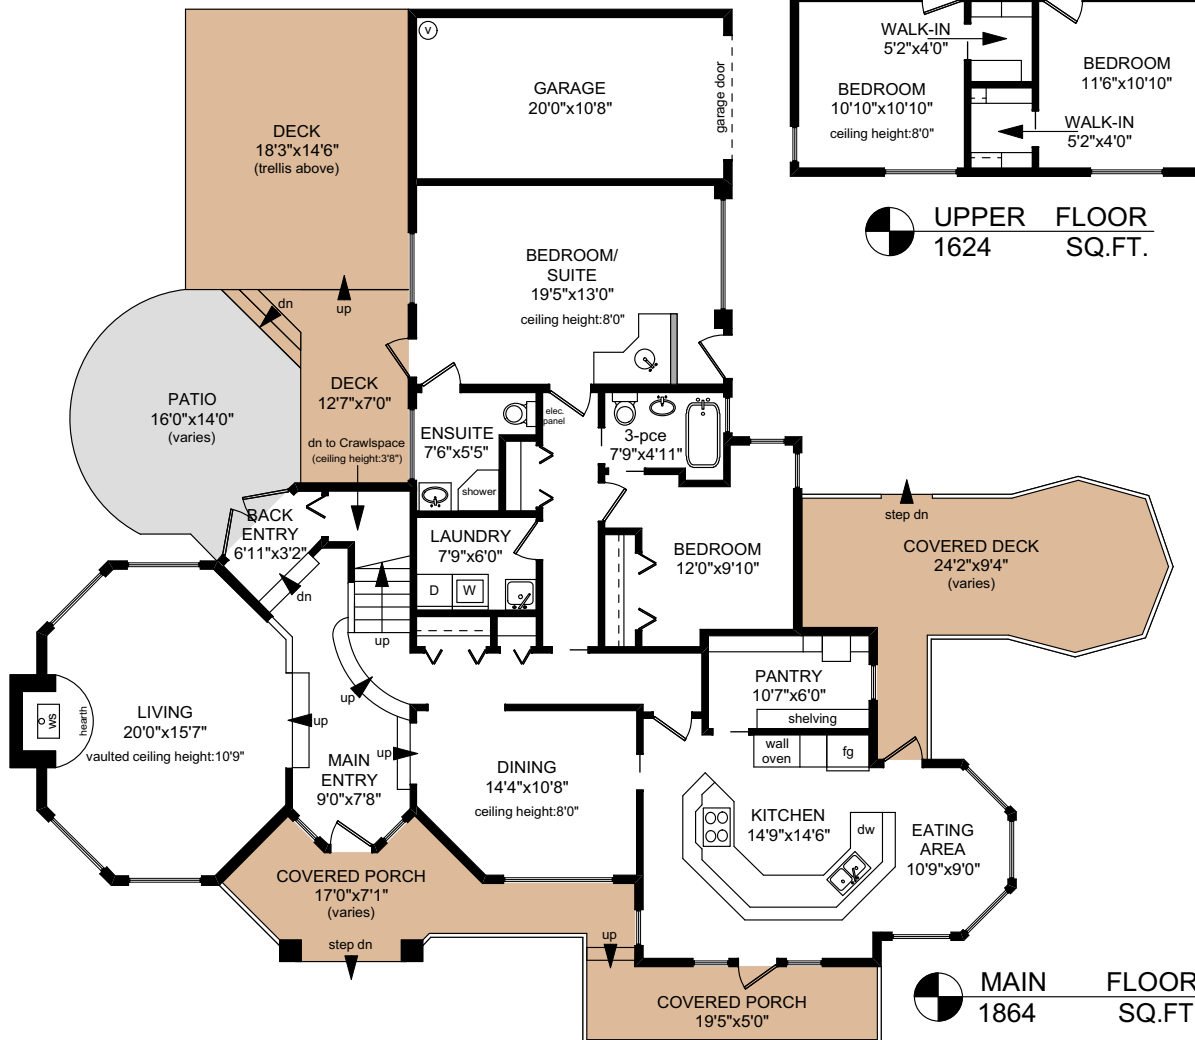 V
GARAGE
20'0"x10'8"
garage door
DECK
18'3"x14'6"
(trellis above)
WALK-IN
5'2"x4'0"
BEDROOM
10'10"x10'10"
ceiling height:8'0"
BEDROOM
11'6"x10'10"
WALK-IN
5'2"x4'0"
UPPER FLOOR
1624 SQ.FT.
BEDROOM/
SUITE
19'5"x13'0"
ceiling height:8'0"
dn
up
PATIO
16'0"x14'0"
(varies)
DECK
12'7"x7'0"
dn to Crawlspace
(ceiling height:3'8")
ENSUITE
7'6"x5'5"
shower
elec.
panel
3-pce
7'9"x4'11"
BACK
ENTRY
6'11"x3'2"
dn
LAUNDRY
7'9"x6'0"
D
W
up
BEDROOM
12'0"x9'10"
step dn
COVERED DECK
24'2"x9'4"
(varies)
PANTRY
10'7"x6'0"
shelving
wall
oven
fg
LIVING
20'0"x15'7"
vaulted ceiling height:10'9"
WS
hearth
up
up
up
MAIN
ENTRY
9'0"x7'8"
DINING
14'4"x10'8"
ceiling height:8'0"
KITCHEN
14'9"x14'6"
dw
EATING
AREA
10'9"x9'0"
COVERED PORCH
17'0"x7'1"
(varies)
step dn
up
COVERED PORCH
19'5"x5'0"
MAIN FLOOR
1864 SQ.FT